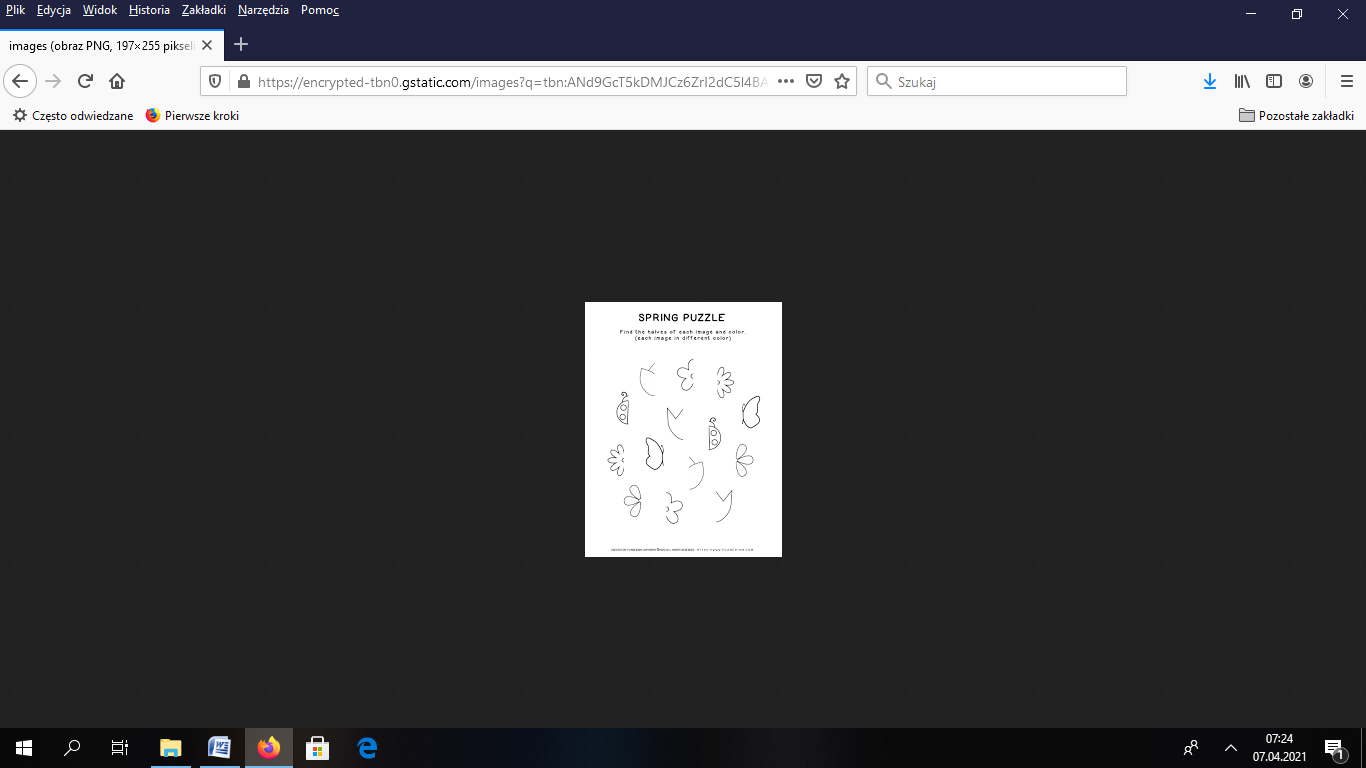 Plik Edycja Widok Historia Zakładki Narzędzia Pomoc
images (obraz PNG, 197×255 pikseli
https://encrypted-tbn0.gstatic.com/images?q=tbn:ANd9GcT5kDMJCz6ZrI2dC5I4BA
Szukaj
Często odwiedzane Pierwsze kroki Pozostałe zakładki
SPRING PUZZLE
Find the halves of each image and color.
(each image in different color)
07:24
07.04.2021
1